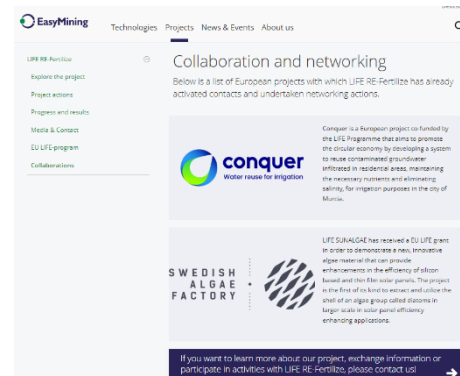 EasyMining
Technologies Projects News & Events About us
LIFE RE-Fertilize
Explore the project
Project actions
Progress and results
Media & Contact
EU LIFE-program
Collaborations
Collaboration and networking
Below is a list of European projects with which LIFE RE-Fertilize has already
activated contacts and undertaken networking actions.
conquer
Water reuse for irrigation
Conquer is a European project co-funded by
the LIFE Programme that aims to promote
the circular economy by developing a system
to reuse contaminated groundwater
infiltrated in residential areas, maintaining
the necessary nutrients and eliminating
salinity, for irrigation purposes in the city of
Murcia.
SWEDISH
ALGAE
FACTORY
LIFE SUNALGAE has received a EU LIFE grant
in order to demonstrate a new, innovative
algae material that can provide
enhancements in the efficiency of silicon
based and thin film solar panels. The project
is the first of its kind to extract and utilize the
shell of an algae group called diatoms in
larger scale in solar panel efficiency
enhancing applications.
If you want to learn more about our project, exchange information or
participate in activities with LIFE RE-Fertilize, please contact us!